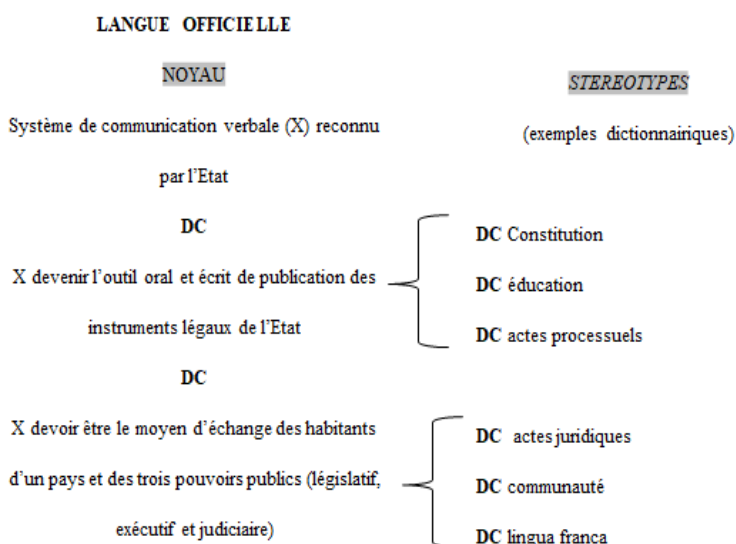 LANGUE OFFICIELLE
NOYAU
Système de communication verbale (X) reconnu
par l'Etat
DC
X devenir l'outil oral et écrit de publication des
instruments légaux de l'Etat
DC
X devoir être le moyen d'échange des habitants
d'un pays et des trois pouvoirs publics (législatif,
exécutif et judiciaire)
STEREOTYPES
(exemples dictionnairiques)
DC Constitution
DC éducation
DC actes processuels
DC actes juridiques
DC communauté
DC lingua franca